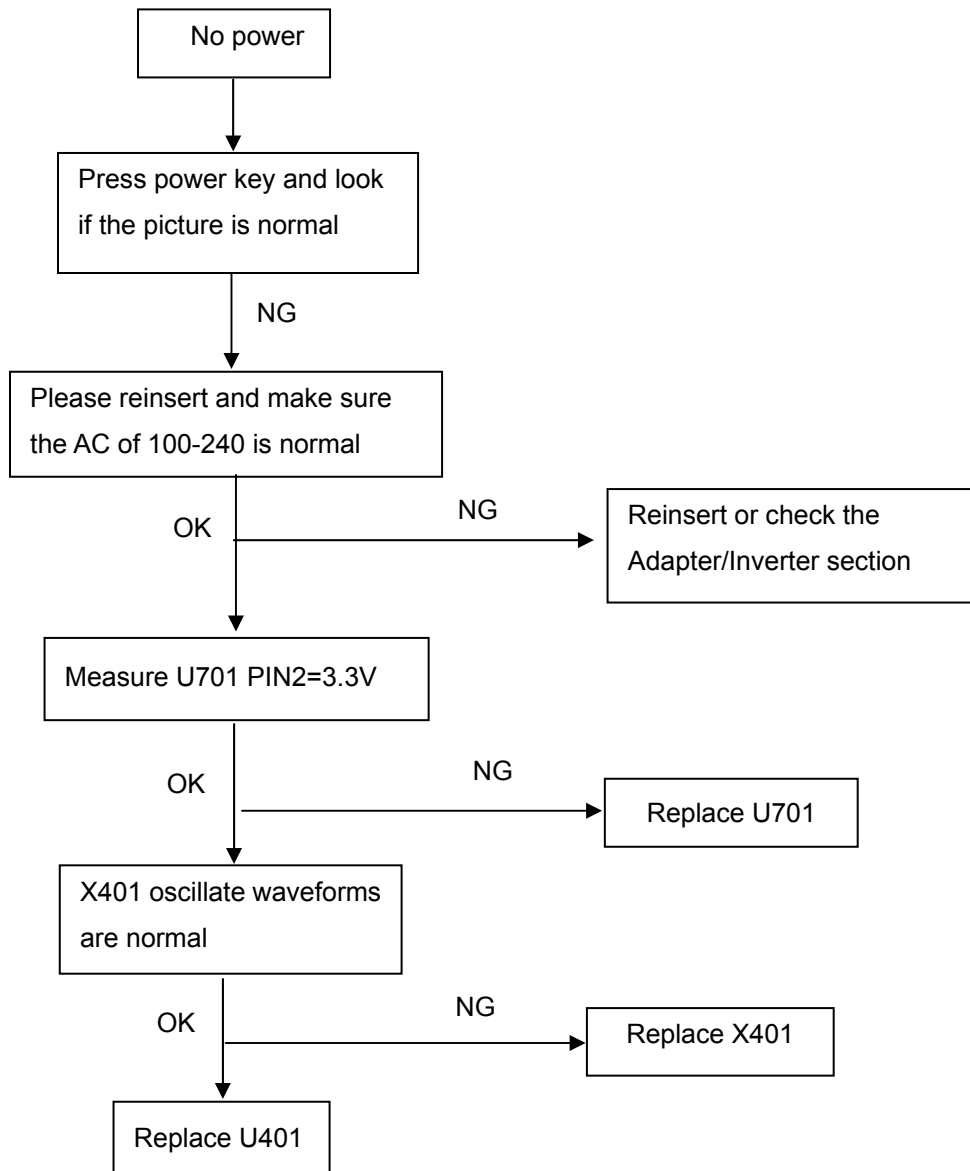 No power
Press power key and look
if the picture is normal
NG
Please reinsert and make sure
the AC of 100-240 is normal
OK
NG
Reinsert or check the
Adapter/Inverter section
Measure U701 PIN2=3.3V
OK
NG
Replace U701
X401 oscillate waveforms
are normal
OK
NG
Replace X401
Replace U401